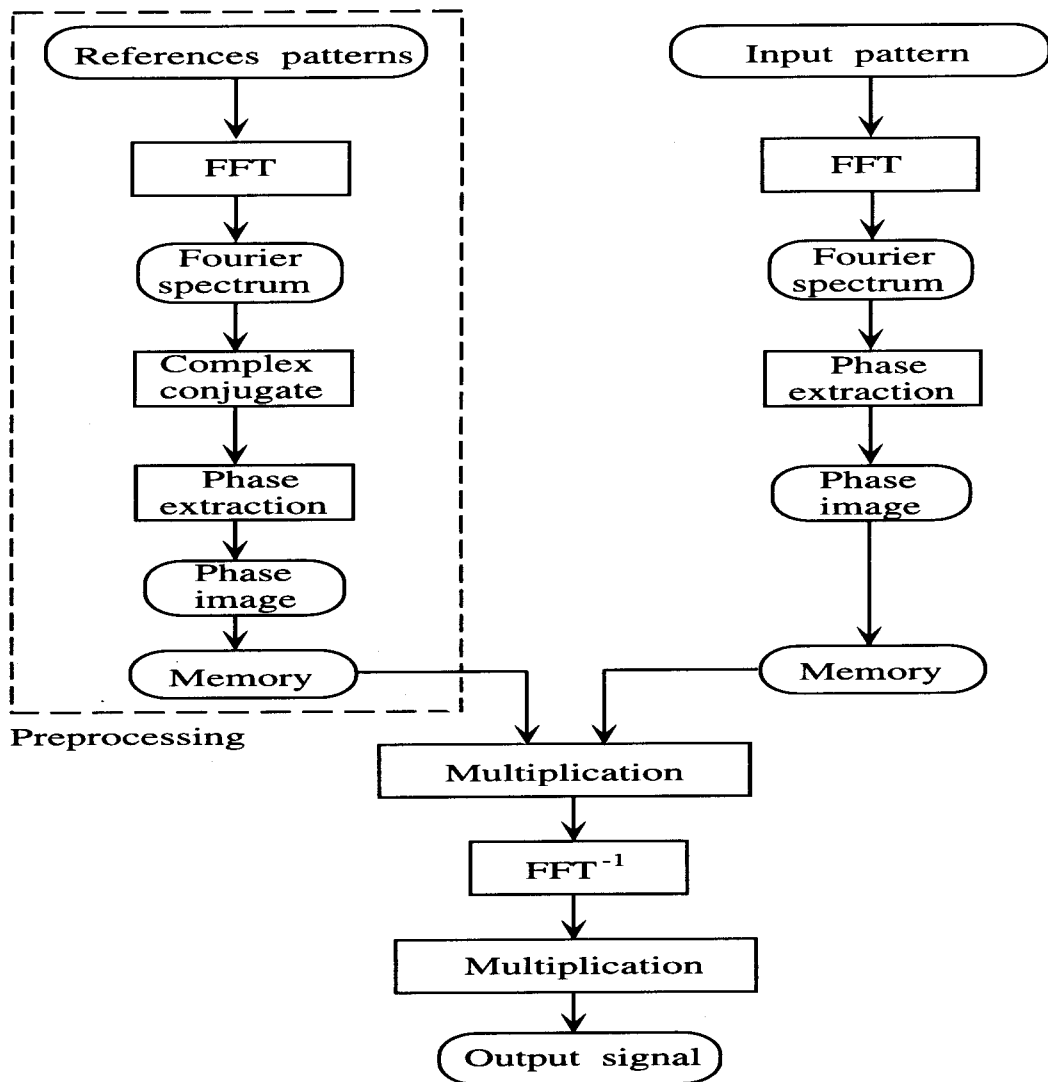 References patterns
FFT
Fourier
spectrum
Complex
conjugate
Phase
extraction
Phase
image
Memory
Preprocessing
Input pattern
FFT
Fourier
spectrum
Phase
extraction
Phase
image
Memory
Multiplication
FFT⁻¹
Multiplication
Output signal